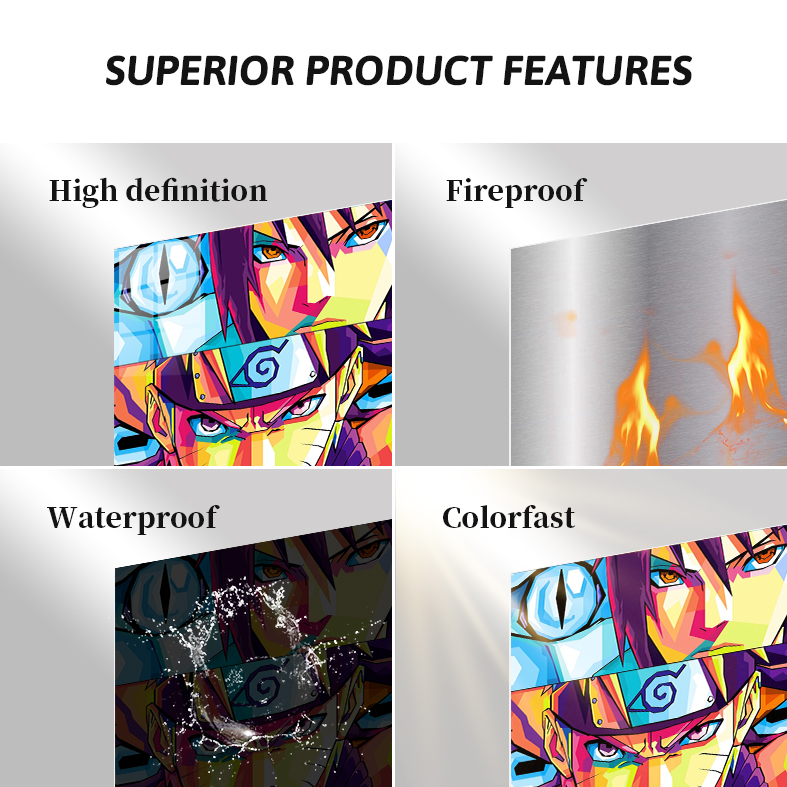 SUPERIOR PRODUCT FEATURES
High definition
Fireproof
Waterproof
Colorfast